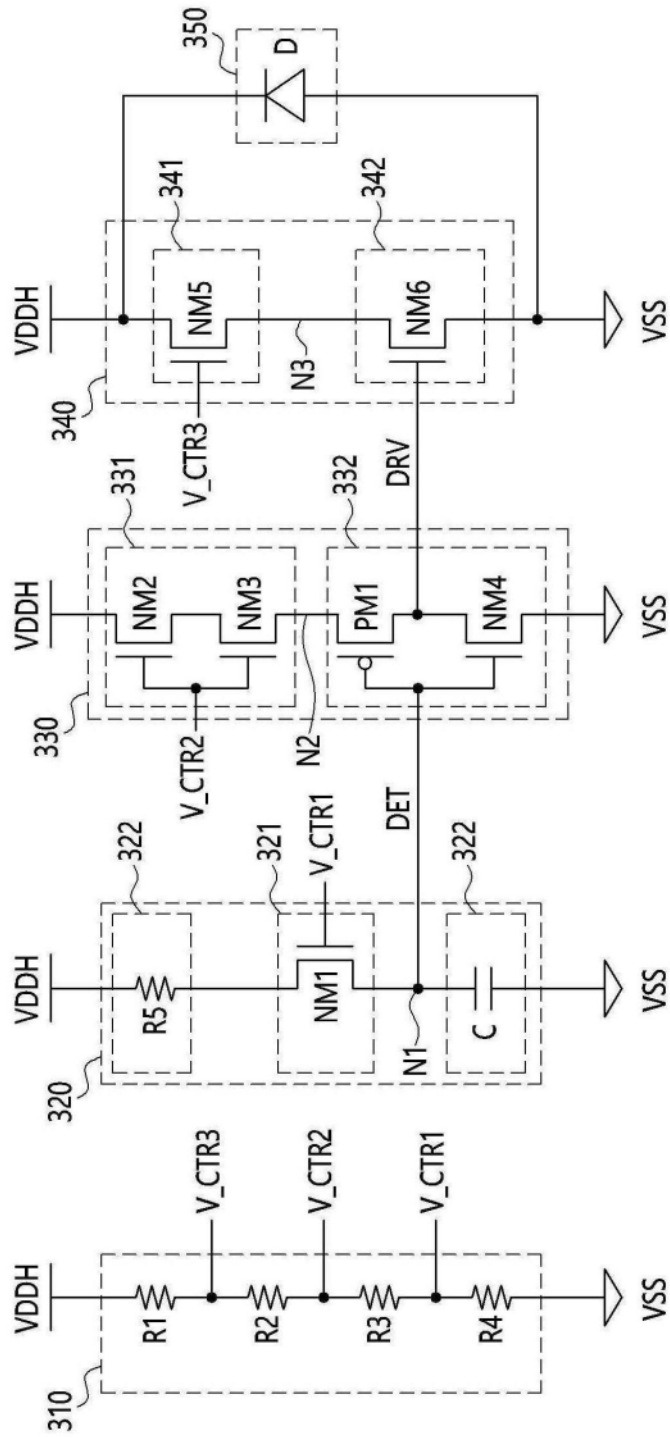 VDDH
310
R1
V_CTR3
R2
V_CTR2
R3
V_CTR1
R4
VSS
VDDH
320
322
R5
321
NM1
V_CTR1
N1
DET
322
C
VSS
VDDH
330
331
NM2
V_CTR2
NM3
N2
332
PM1
DRV
NM4
VSS
VDDH
340
341
NM5
V_CTR3
N3
342
NM6
VSS
350
D